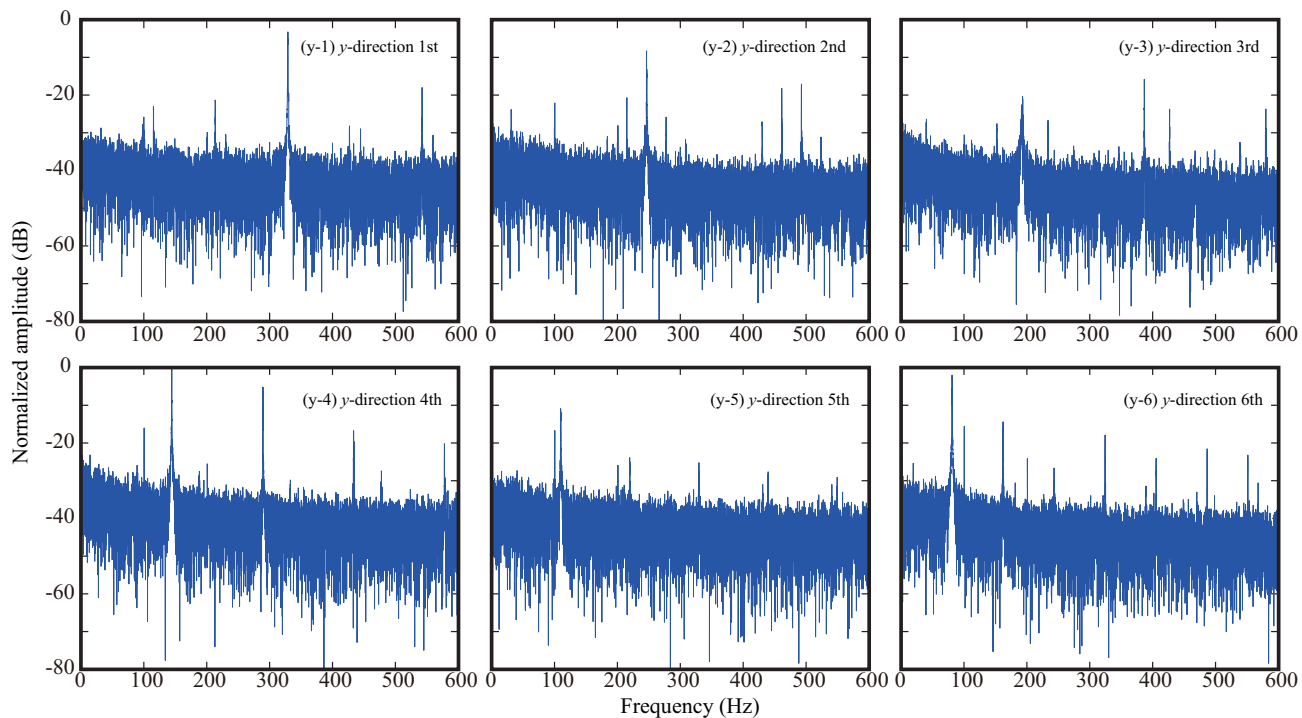 (y-1) y-direction 1st
(y-2) y-direction 2nd
(y-3) y-direction 3rd
0
-20
-40
-60
-80
0 100 200 300 400 500 600
0 100 200 300 400 500 600
0 100 200 300 400 500 600
Normalized amplitude (dB)
(y-4) y-direction 4th
(y-5) y-direction 5th
(y-6) y-direction 6th
0
-20
-40
-60
-80
0 100 200 300 400 500 600
0 100 200 300 400 500 600
0 100 200 300 400 500 600
Frequency (Hz)